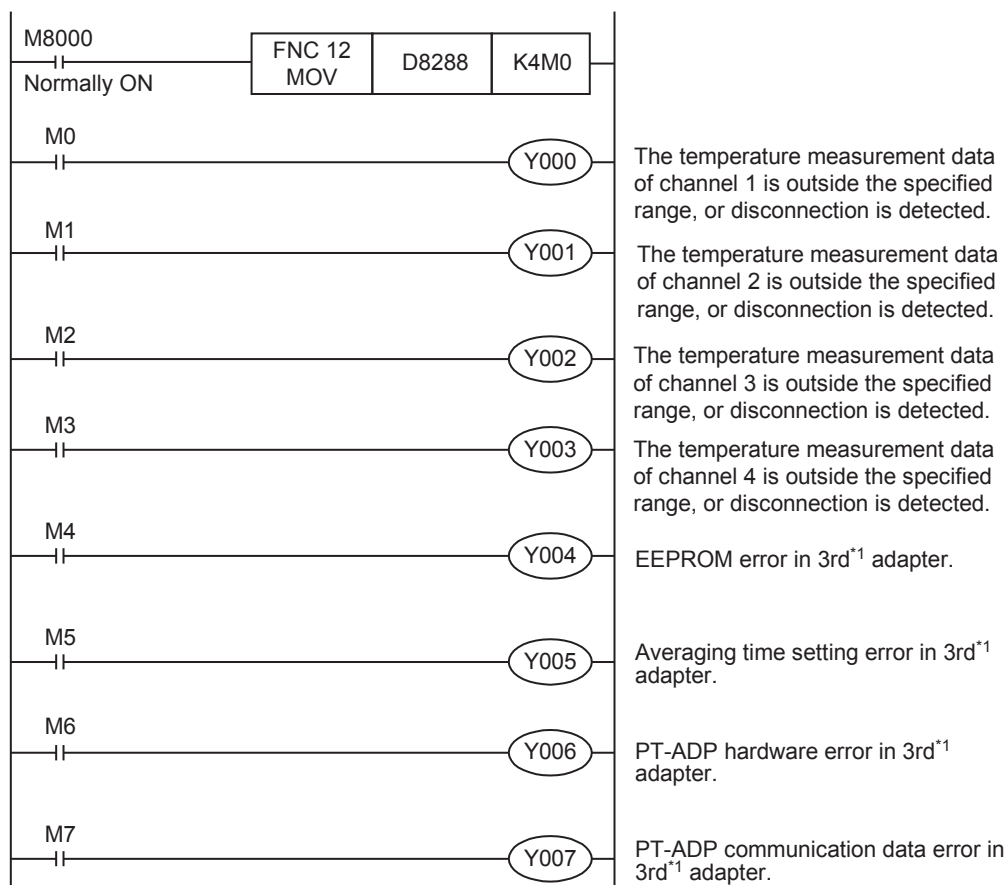 M8000
Normally ON
FNC 12
MOV
D8288
K4M0
M0
Y000
The temperature measurement data
of channel 1 is outside the specified
range, or disconnection is detected.
M1
Y001
The temperature measurement data
of channel 2 is outside the specified
range, or disconnection is detected.
M2
Y002
The temperature measurement data
of channel 3 is outside the specified
range, or disconnection is detected.
M3
Y003
The temperature measurement data
of channel 4 is outside the specified
range, or disconnection is detected.
M4
Y004
EEPROM error in 3rd*1 adapter.
M5
Y005
Averaging time setting error in 3rd*1
adapter.
M6
Y006
PT-ADP hardware error in 3rd*1
adapter.
M7
Y007
PT-ADP communication data error in
3rd*1 adapter.